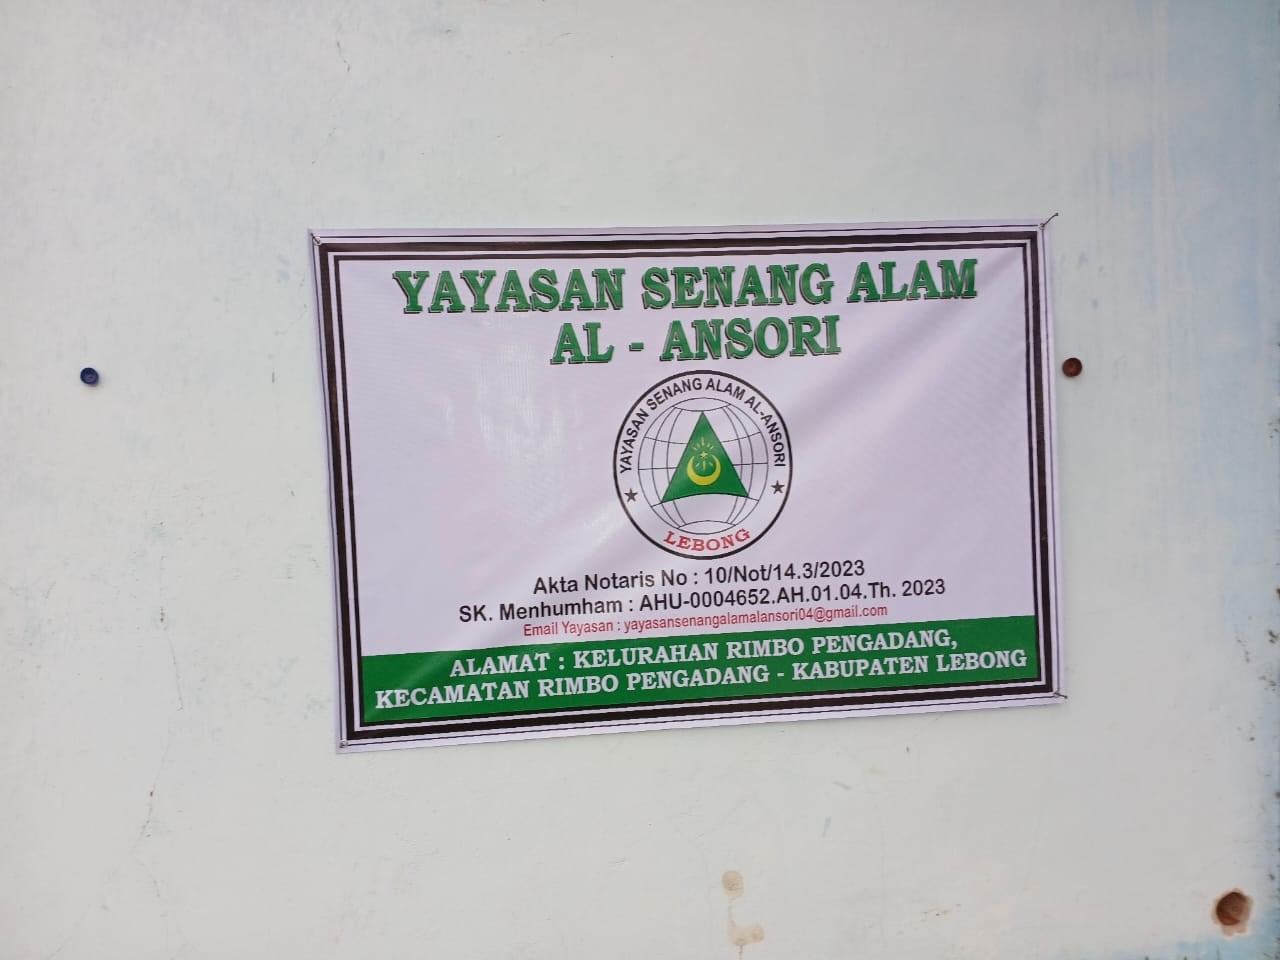 YAYASAN SENANG ALAM
AL - ANSORI
YAYASAN SENANG ALAM AL-ANSORI
LEBONG
Akta Notaris No : 10/Not/14.3/2023
SK. Menhumham : AHU-0004652.AH.01.04.Th. 2023
Email Yayasan : yayasansenangalamalansori04@gmail.com
ALAMAT : KELURAHAN RIMBO PENGADANG,
KECAMATAN RIMBO PENGADANG - KABUPATEN LEBONG